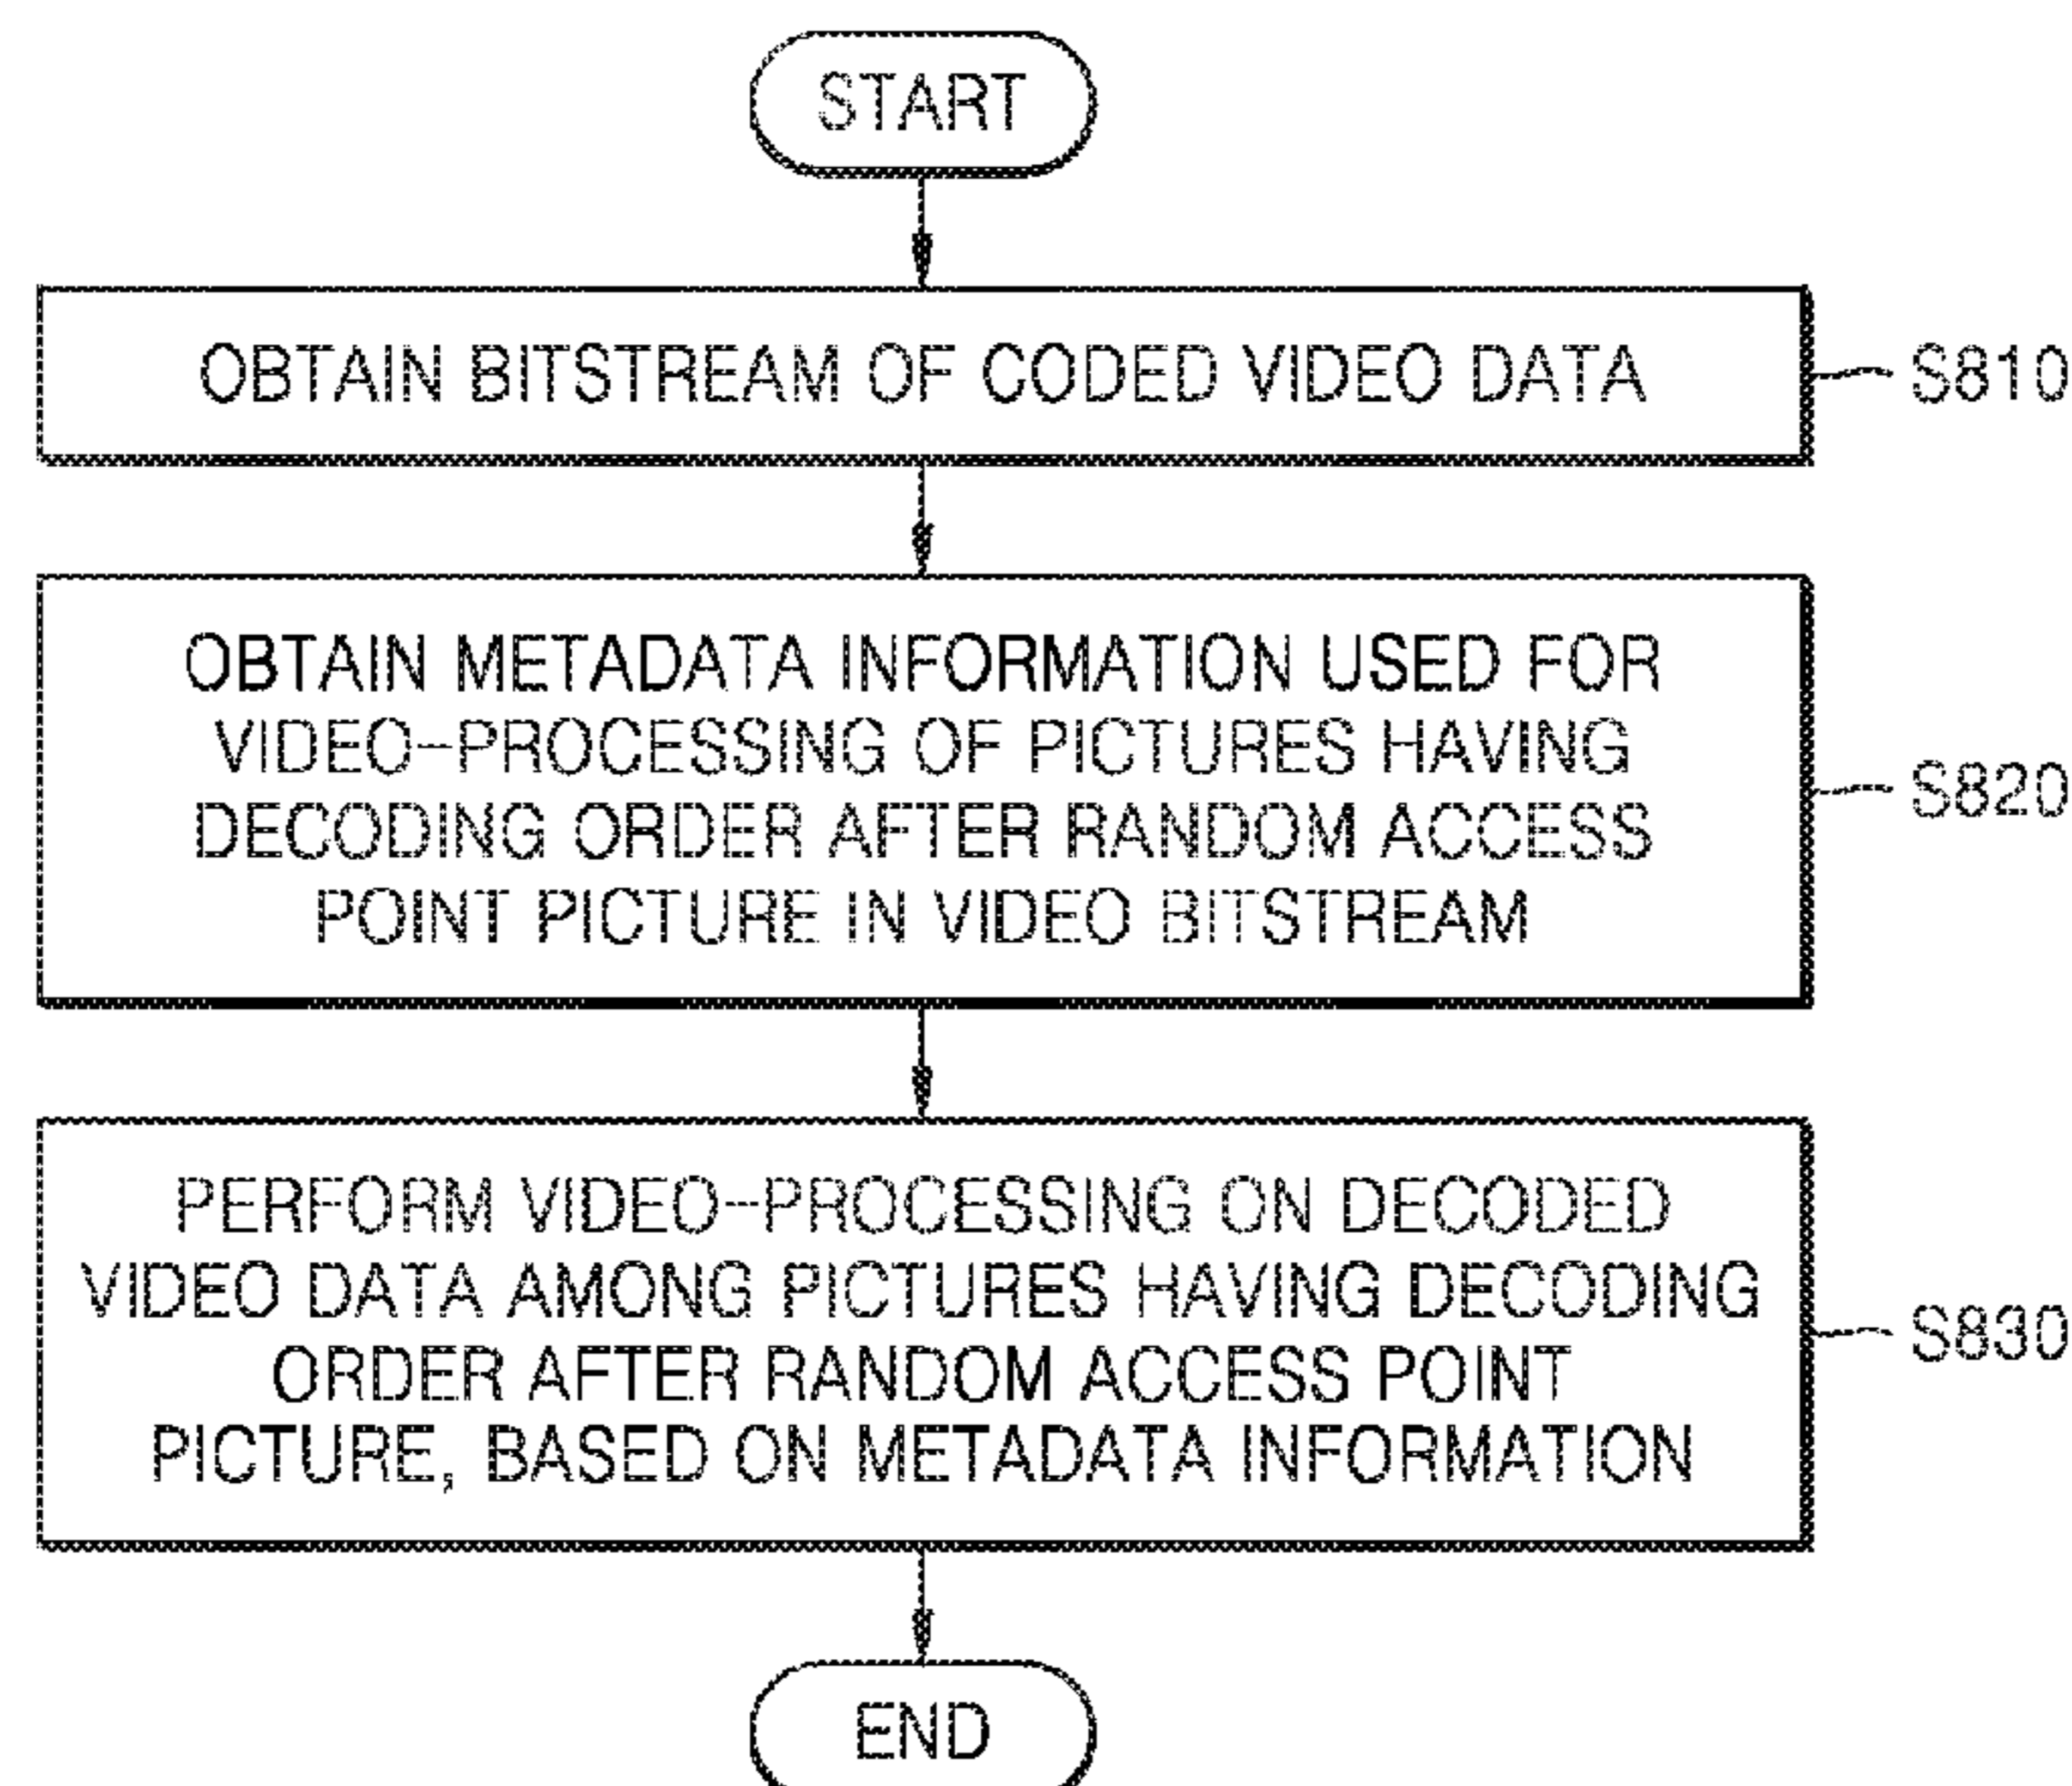 START
OBTAIN BITSTREAM OF CODED VIDEO DATA
S810
OBTAIN METADATA INFORMATION USED FOR
VIDEO-PROCESSING OF PICTURES HAVING
DECODING ORDER AFTER RANDOM ACCESS
POINT PICTURE IN VIDEO BITSTREAM
S820
PERFORM VIDEO-PROCESSING ON DECODED
VIDEO DATA AMONG PICTURES HAVING DECODING
ORDER AFTER RANDOM ACCESS POINT
PICTURE, BASED ON METADATA INFORMATION
S830
END